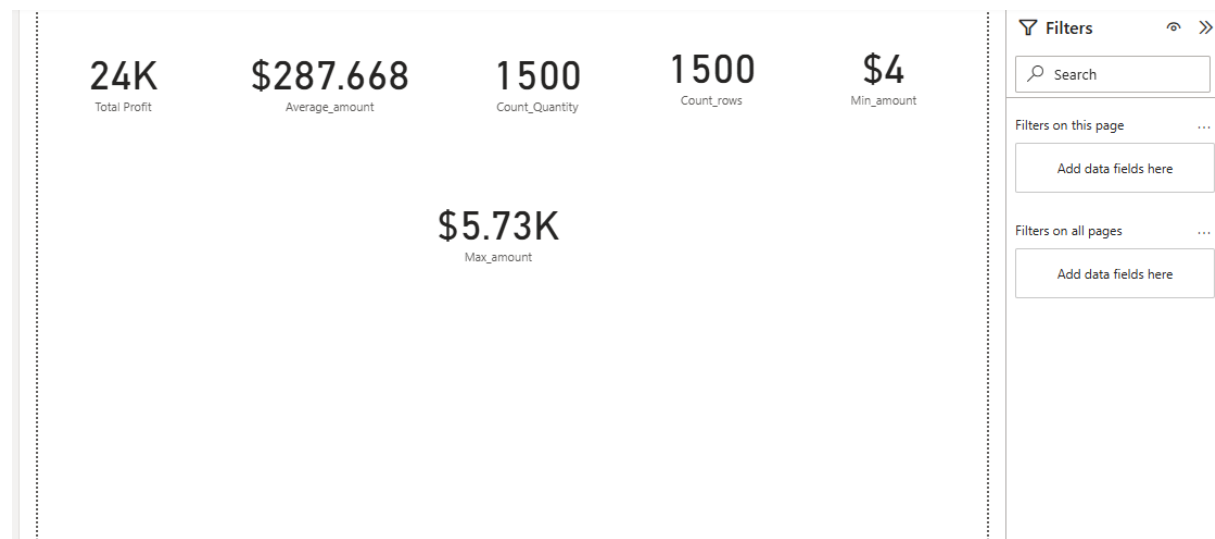 24K
Total Profit
$287.668
Average_amount
1500
Count_Quantity
1500
Count_rows
$4
Min_amount
$5.73K
Max_amount
Filters
Search
Filters on this page
...
Add data fields here
Filters on all pages
...
Add data fields here